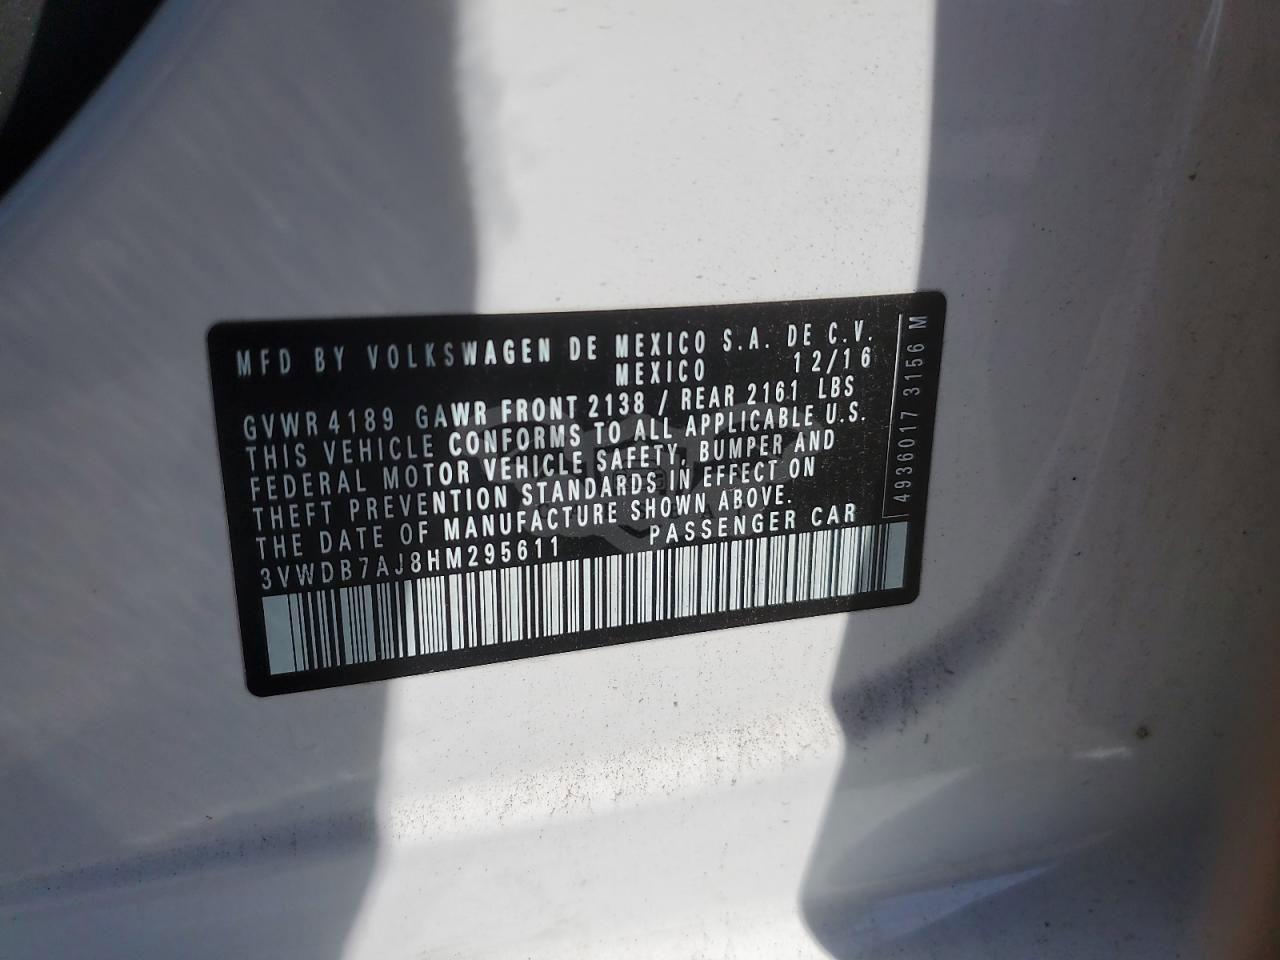 MFD BY VOLKSWAGEN DE MEXICO S.A. DE C.V.
MEXICO 12/16
GVWR 4189 GAWR FRONT 2138 / REAR 2161 LBS
THIS VEHICLE CONFORMS TO ALL APPLICABLE U.S.
FEDERAL MOTOR VEHICLE SAFETY, BUMPER AND
THEFT PREVENTION STANDARDS IN EFFECT ON
THE DATE OF MANUFACTURE SHOWN ABOVE.
3VWDB7AJ8HM295611 PASSENGER CAR
4936017 3156 M